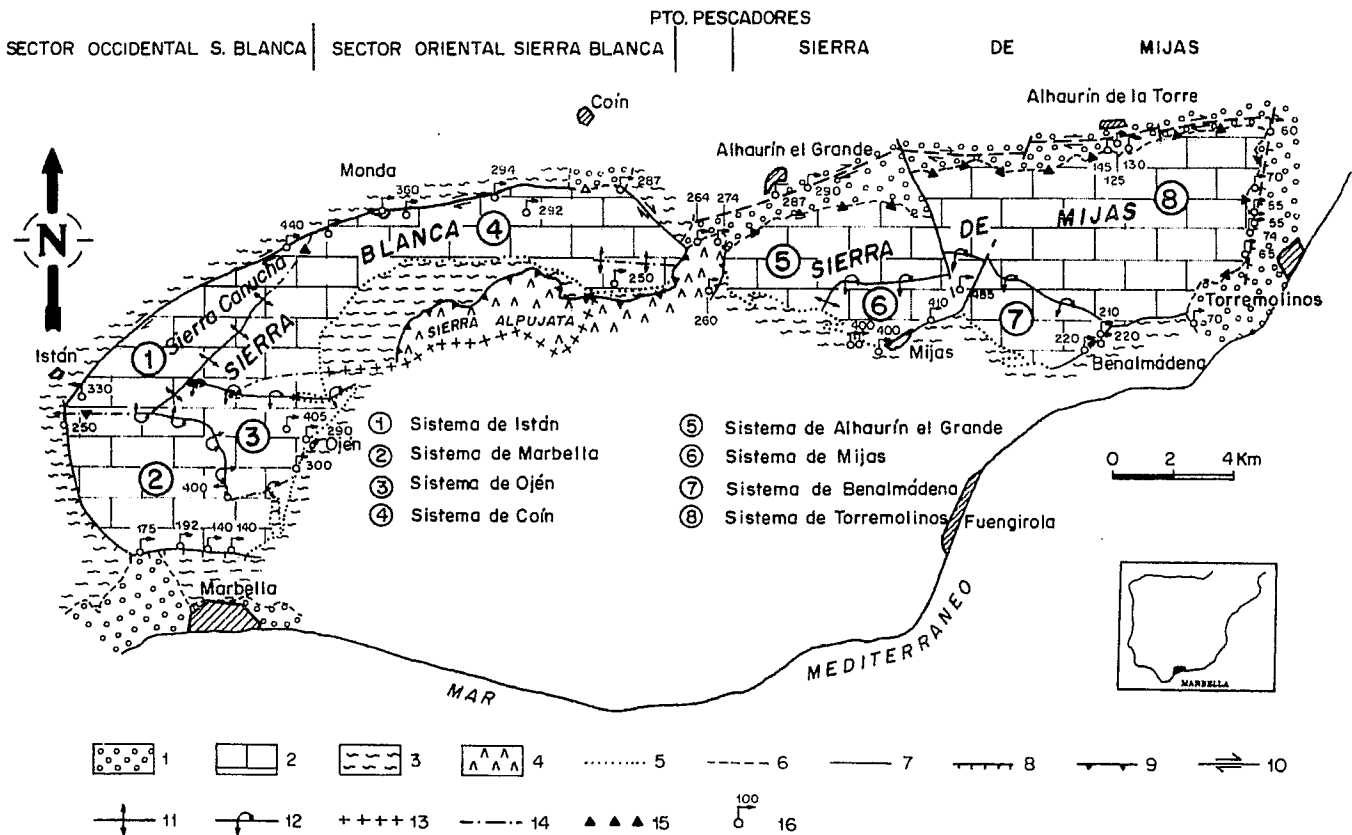 PTO. PESCADORES
SECTOR OCCIDENTAL S. BLANCA
SECTOR ORIENTAL SIERRA BLANCA
SIERRA DE MIJAS
Coín
Alhaurín de la Torre
60
Alhaurín el Grande
Monda
294
360
287
292
440
264
274
287
290
145
125
130
70
55
65
74
65
70
N
BLANCA
4
Sierra Canucha
SIERRA
250
5
SIERRA
DE
MIJAS
8
6
485
410
7
210
220
220
Torremolinos
Benalmádena
400
400
Mijas
260
SIERRA ALPUJATA
Istán
1
330
250
405
290
Ojén
300
3
2
400
175
192
140
140
Marbella
1 Sistema de Istán
2 Sistema de Marbella
3 Sistema de Ojén
4 Sistema de Coín
5 Sistema de Alhaurín el Grande
6 Sistema de Mijas
7 Sistema de Benalmádena
8 Sistema de Torremolinos
0 2 4 Km
Fuengirola
MAR MEDITERRANEO
MARBELLA
1 2 3 4 5 6 7 8 9 10
11 12 13 14 15 100 16